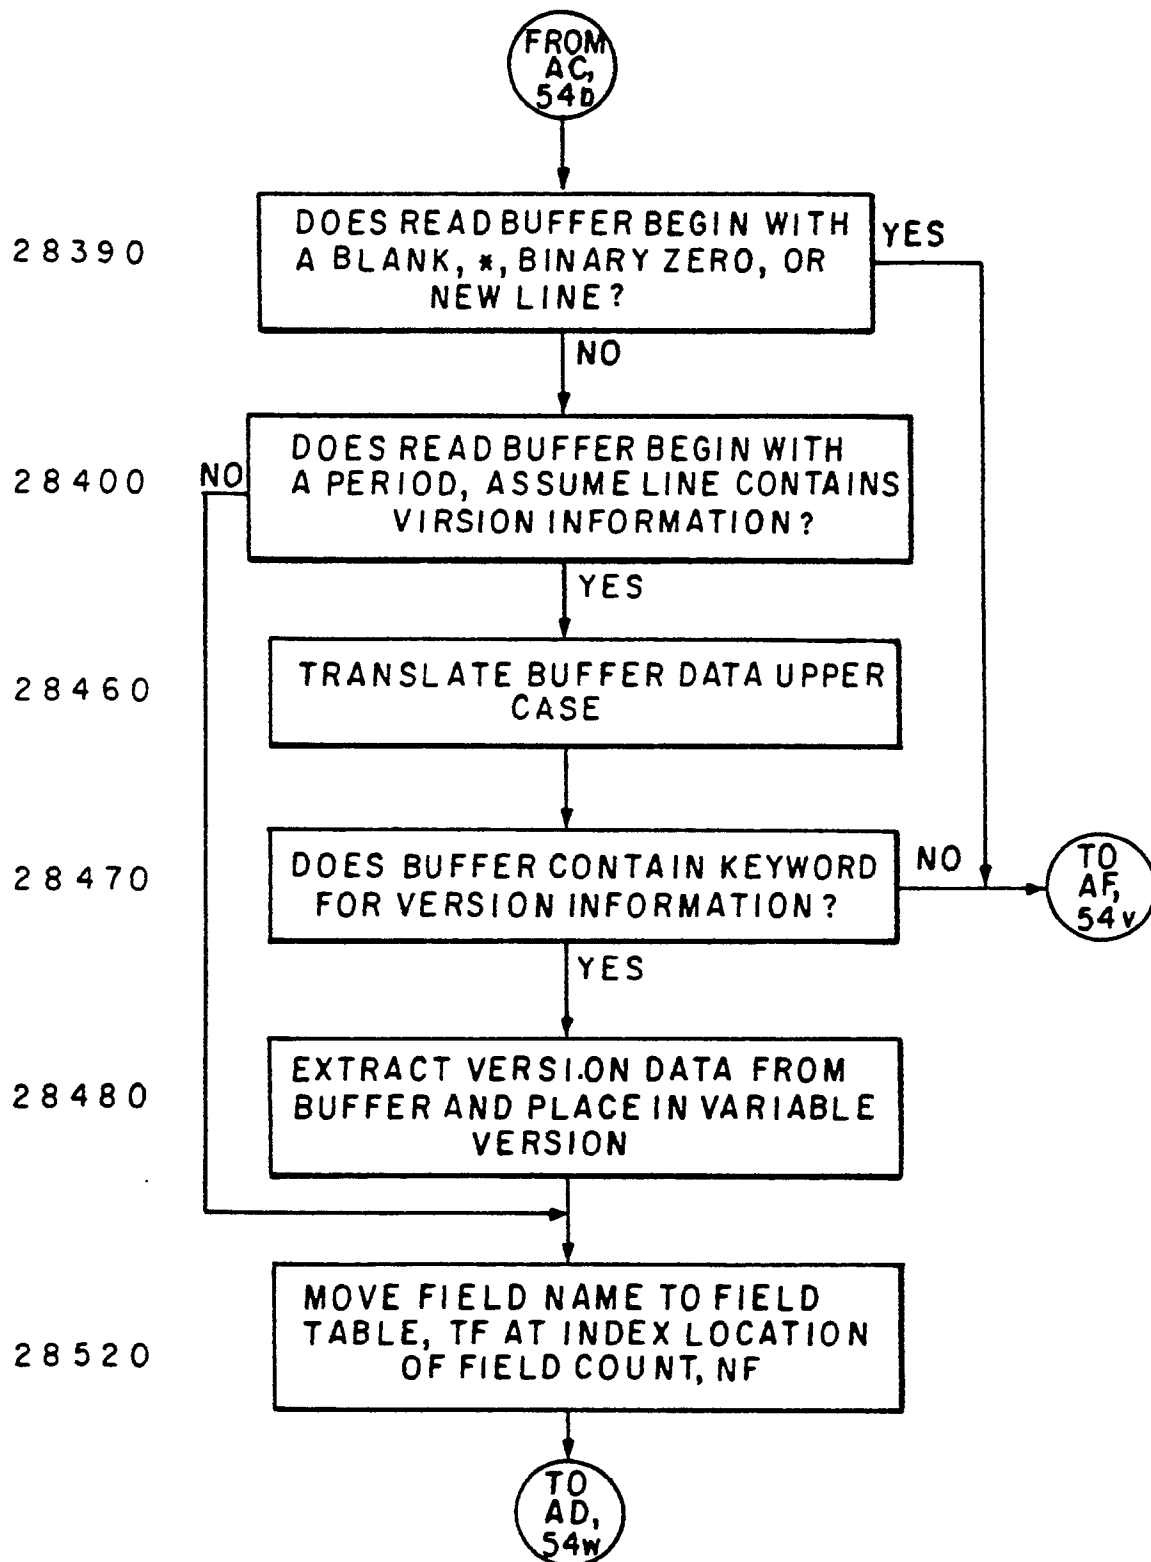 FROM
AC,
54D
28390
DOES READ BUFFER BEGIN WITH
A BLANK, *, BINARY ZERO, OR
NEW LINE?
YES
NO
28400
NO
DOES READ BUFFER BEGIN WITH
A PERIOD, ASSUME LINE CONTAINS
VIRSION INFORMATION?
YES
28460
TRANSLATE BUFFER DATA UPPER
CASE
28470
DOES BUFFER CONTAIN KEYWORD
FOR VERSION INFORMATION?
NO
TO
AF,
54V
YES
28480
EXTRACT VERSION DATA FROM
BUFFER AND PLACE IN VARIABLE
VERSION
28520
MOVE FIELD NAME TO FIELD
TABLE, TF AT INDEX LOCATION
OF FIELD COUNT, NF
TO
AD,
54W